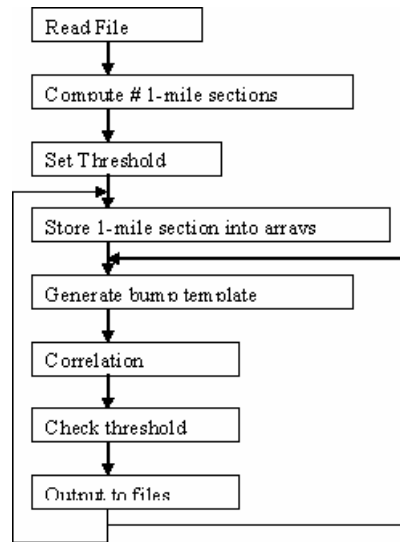 Read File
Compute # 1-mile sections
Set Threshold
Store 1-mile section into arrays
Generate bump template
Correlation
Check threshold
Output to files